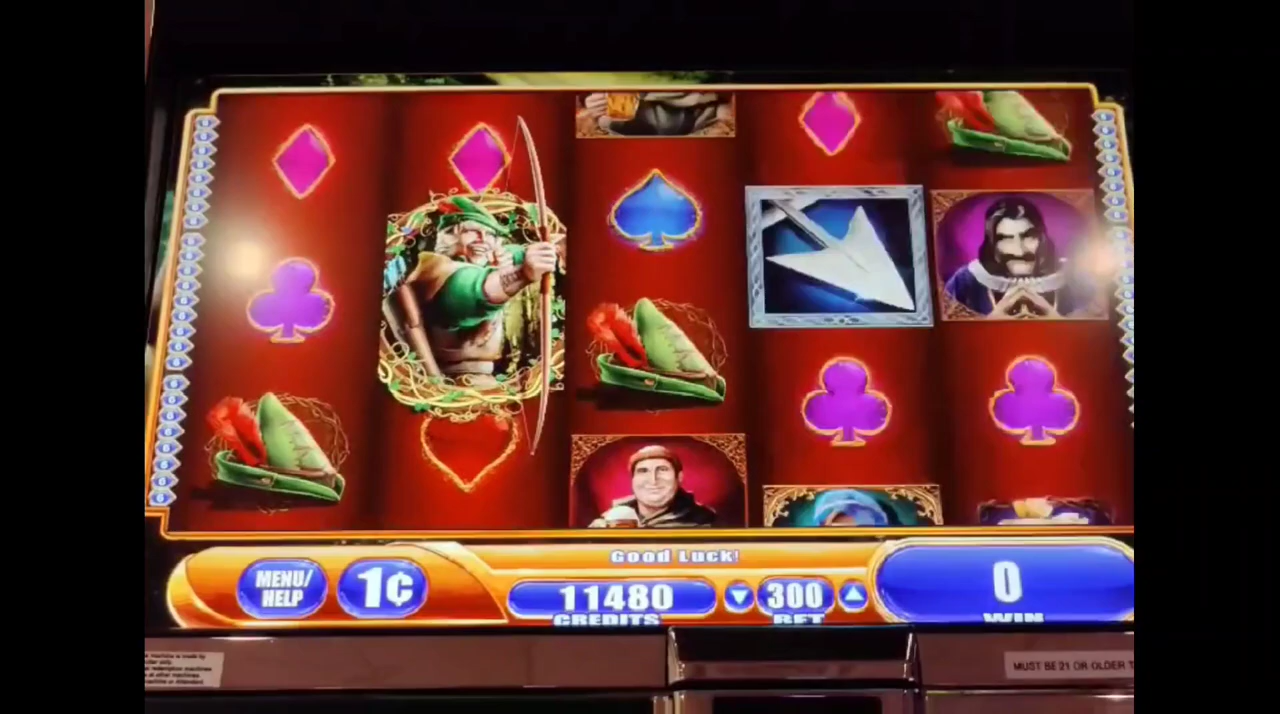 Good Luck!
MENU/
HELP
1¢
11480
CREDITS
300
BET
0
WIN
MUST BE 21 OR OLDER T